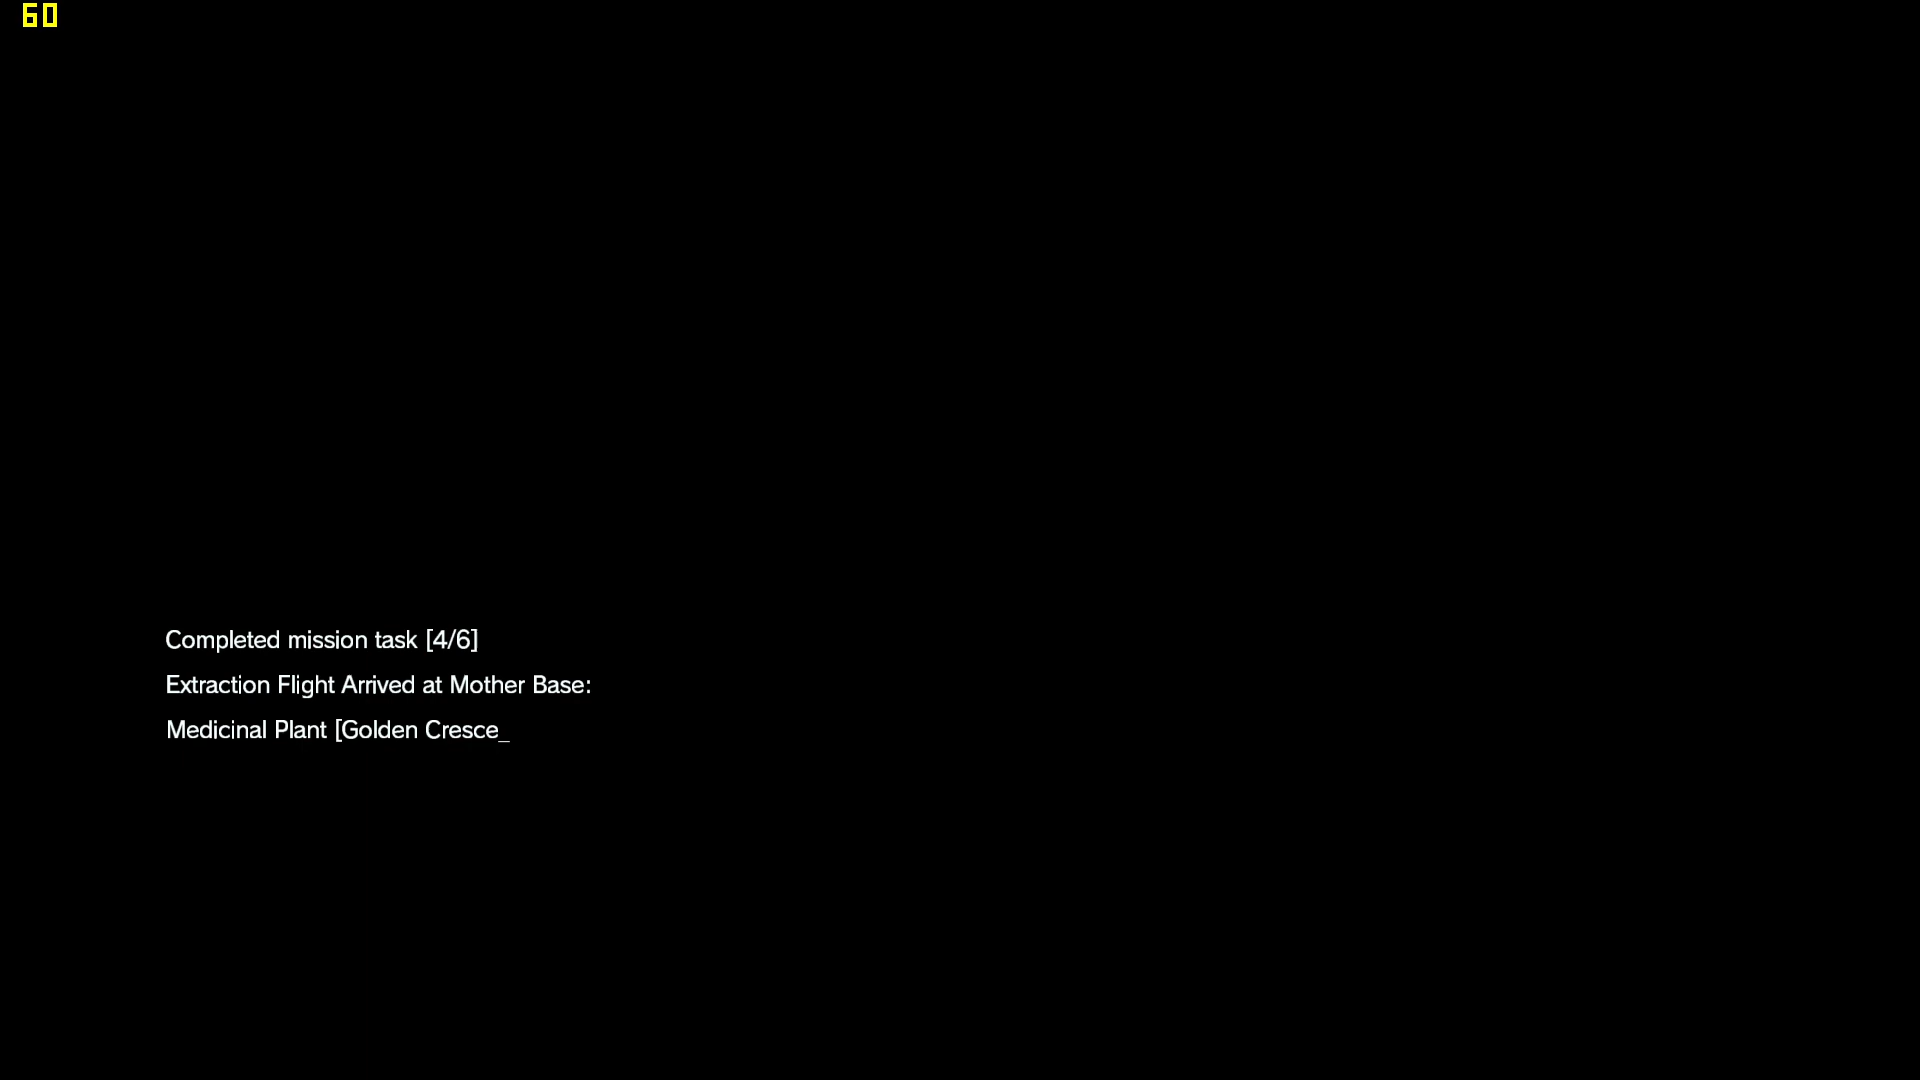 60
Completed mission task [4/6]
Extraction Flight Arrived at Mother Base:
Medicinal Plant [Golden Cresce_